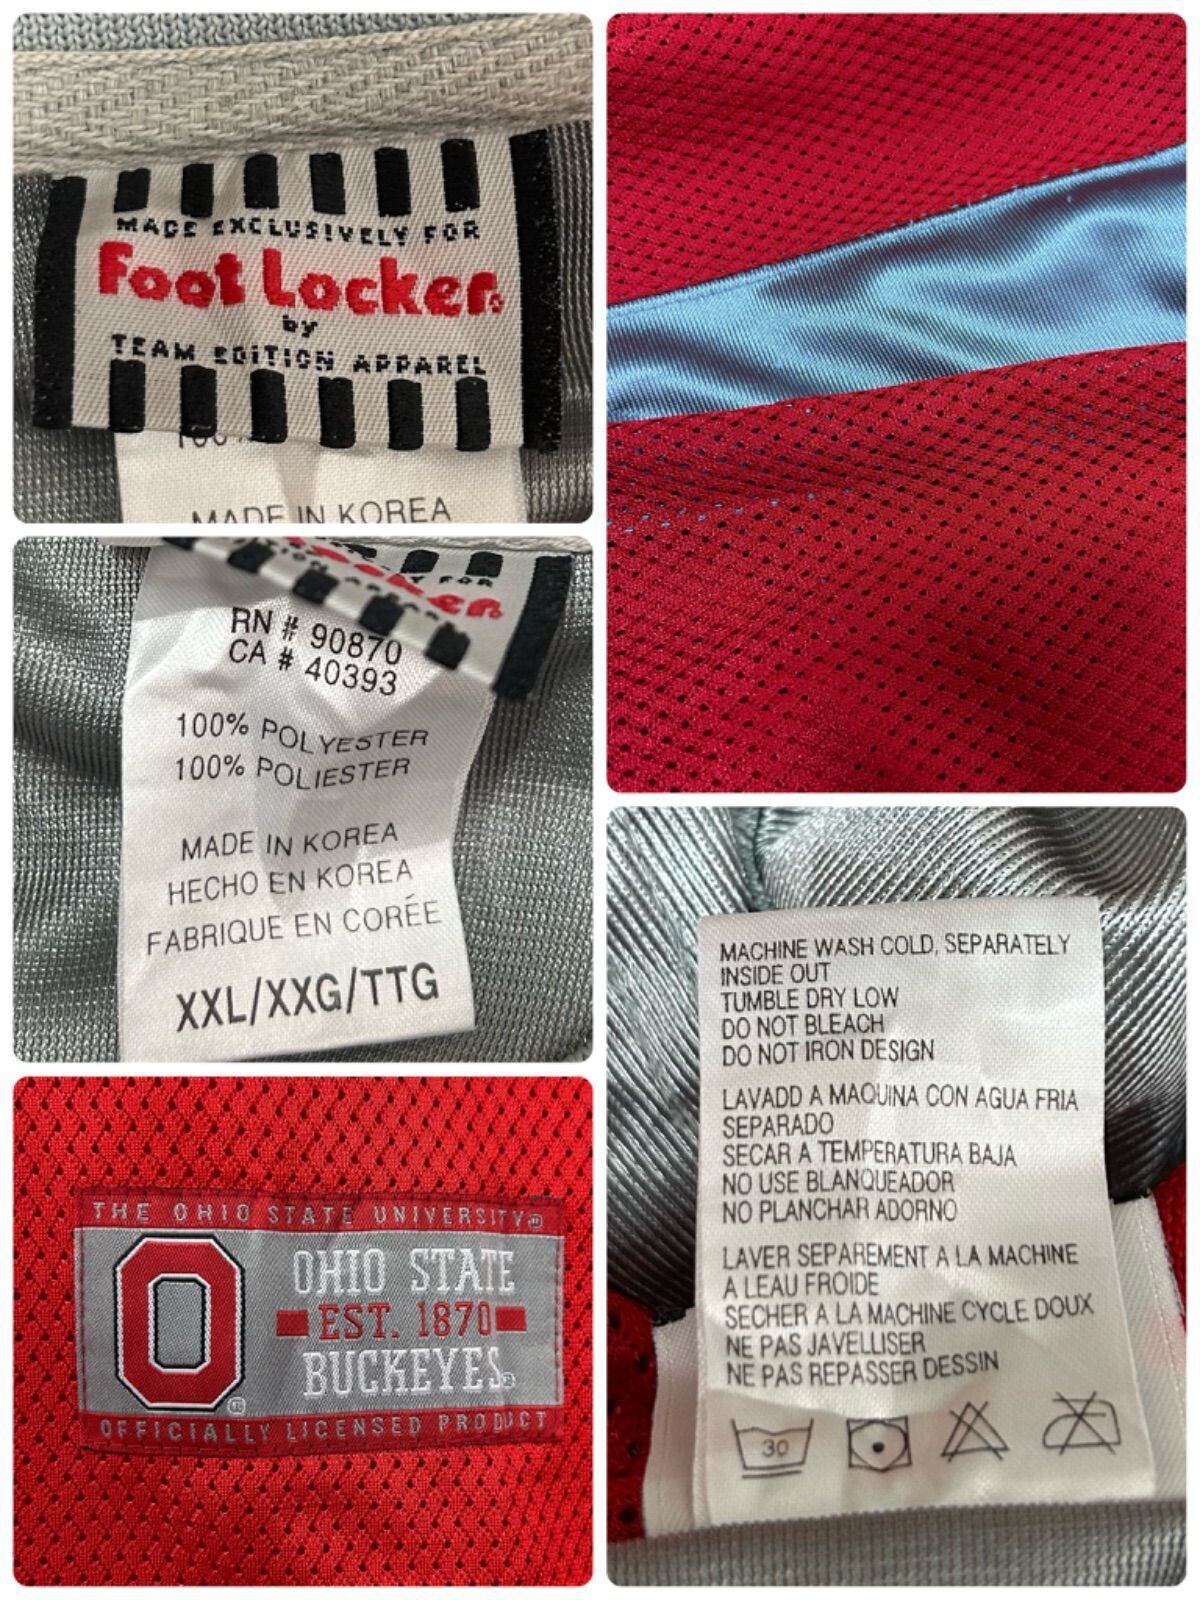 MADE EXCLUSIVELY FOR
Foot Locker®
by
TEAM EDITION APPAREL
MADE IN KOREA
FOR
RN # 90870
CA # 40393
100% POLYESTER
100% POLIESTER
MADE IN KOREA
HECHO EN KOREA
FABRIQUE EN CORÉE
XXL/XXG/TTG
THE OHIO STATE UNIVERSITY®
OHIO STATE
EST. 1870
BUCKEYES®
OFFICIALLY LICENSED PRODUCT
MACHINE WASH COLD, SEPARATELY
INSIDE OUT
TUMBLE DRY LOW
DO NOT BLEACH
DO NOT IRON DESIGN
LAVADD A MAQUINA CON AGUA FRIA
SEPARADO
SECAR A TEMPERATURA BAJA
NO USE BLANQUEADOR
NO PLANCHAR ADORNO
LAVER SEPAREMENT A LA MACHINE
A LEAU FROIDE
SECHER A LA MACHINE CYCLE DOUX
NE PAS JAVELLISER
NE PAS REPASSER DESSIN
30